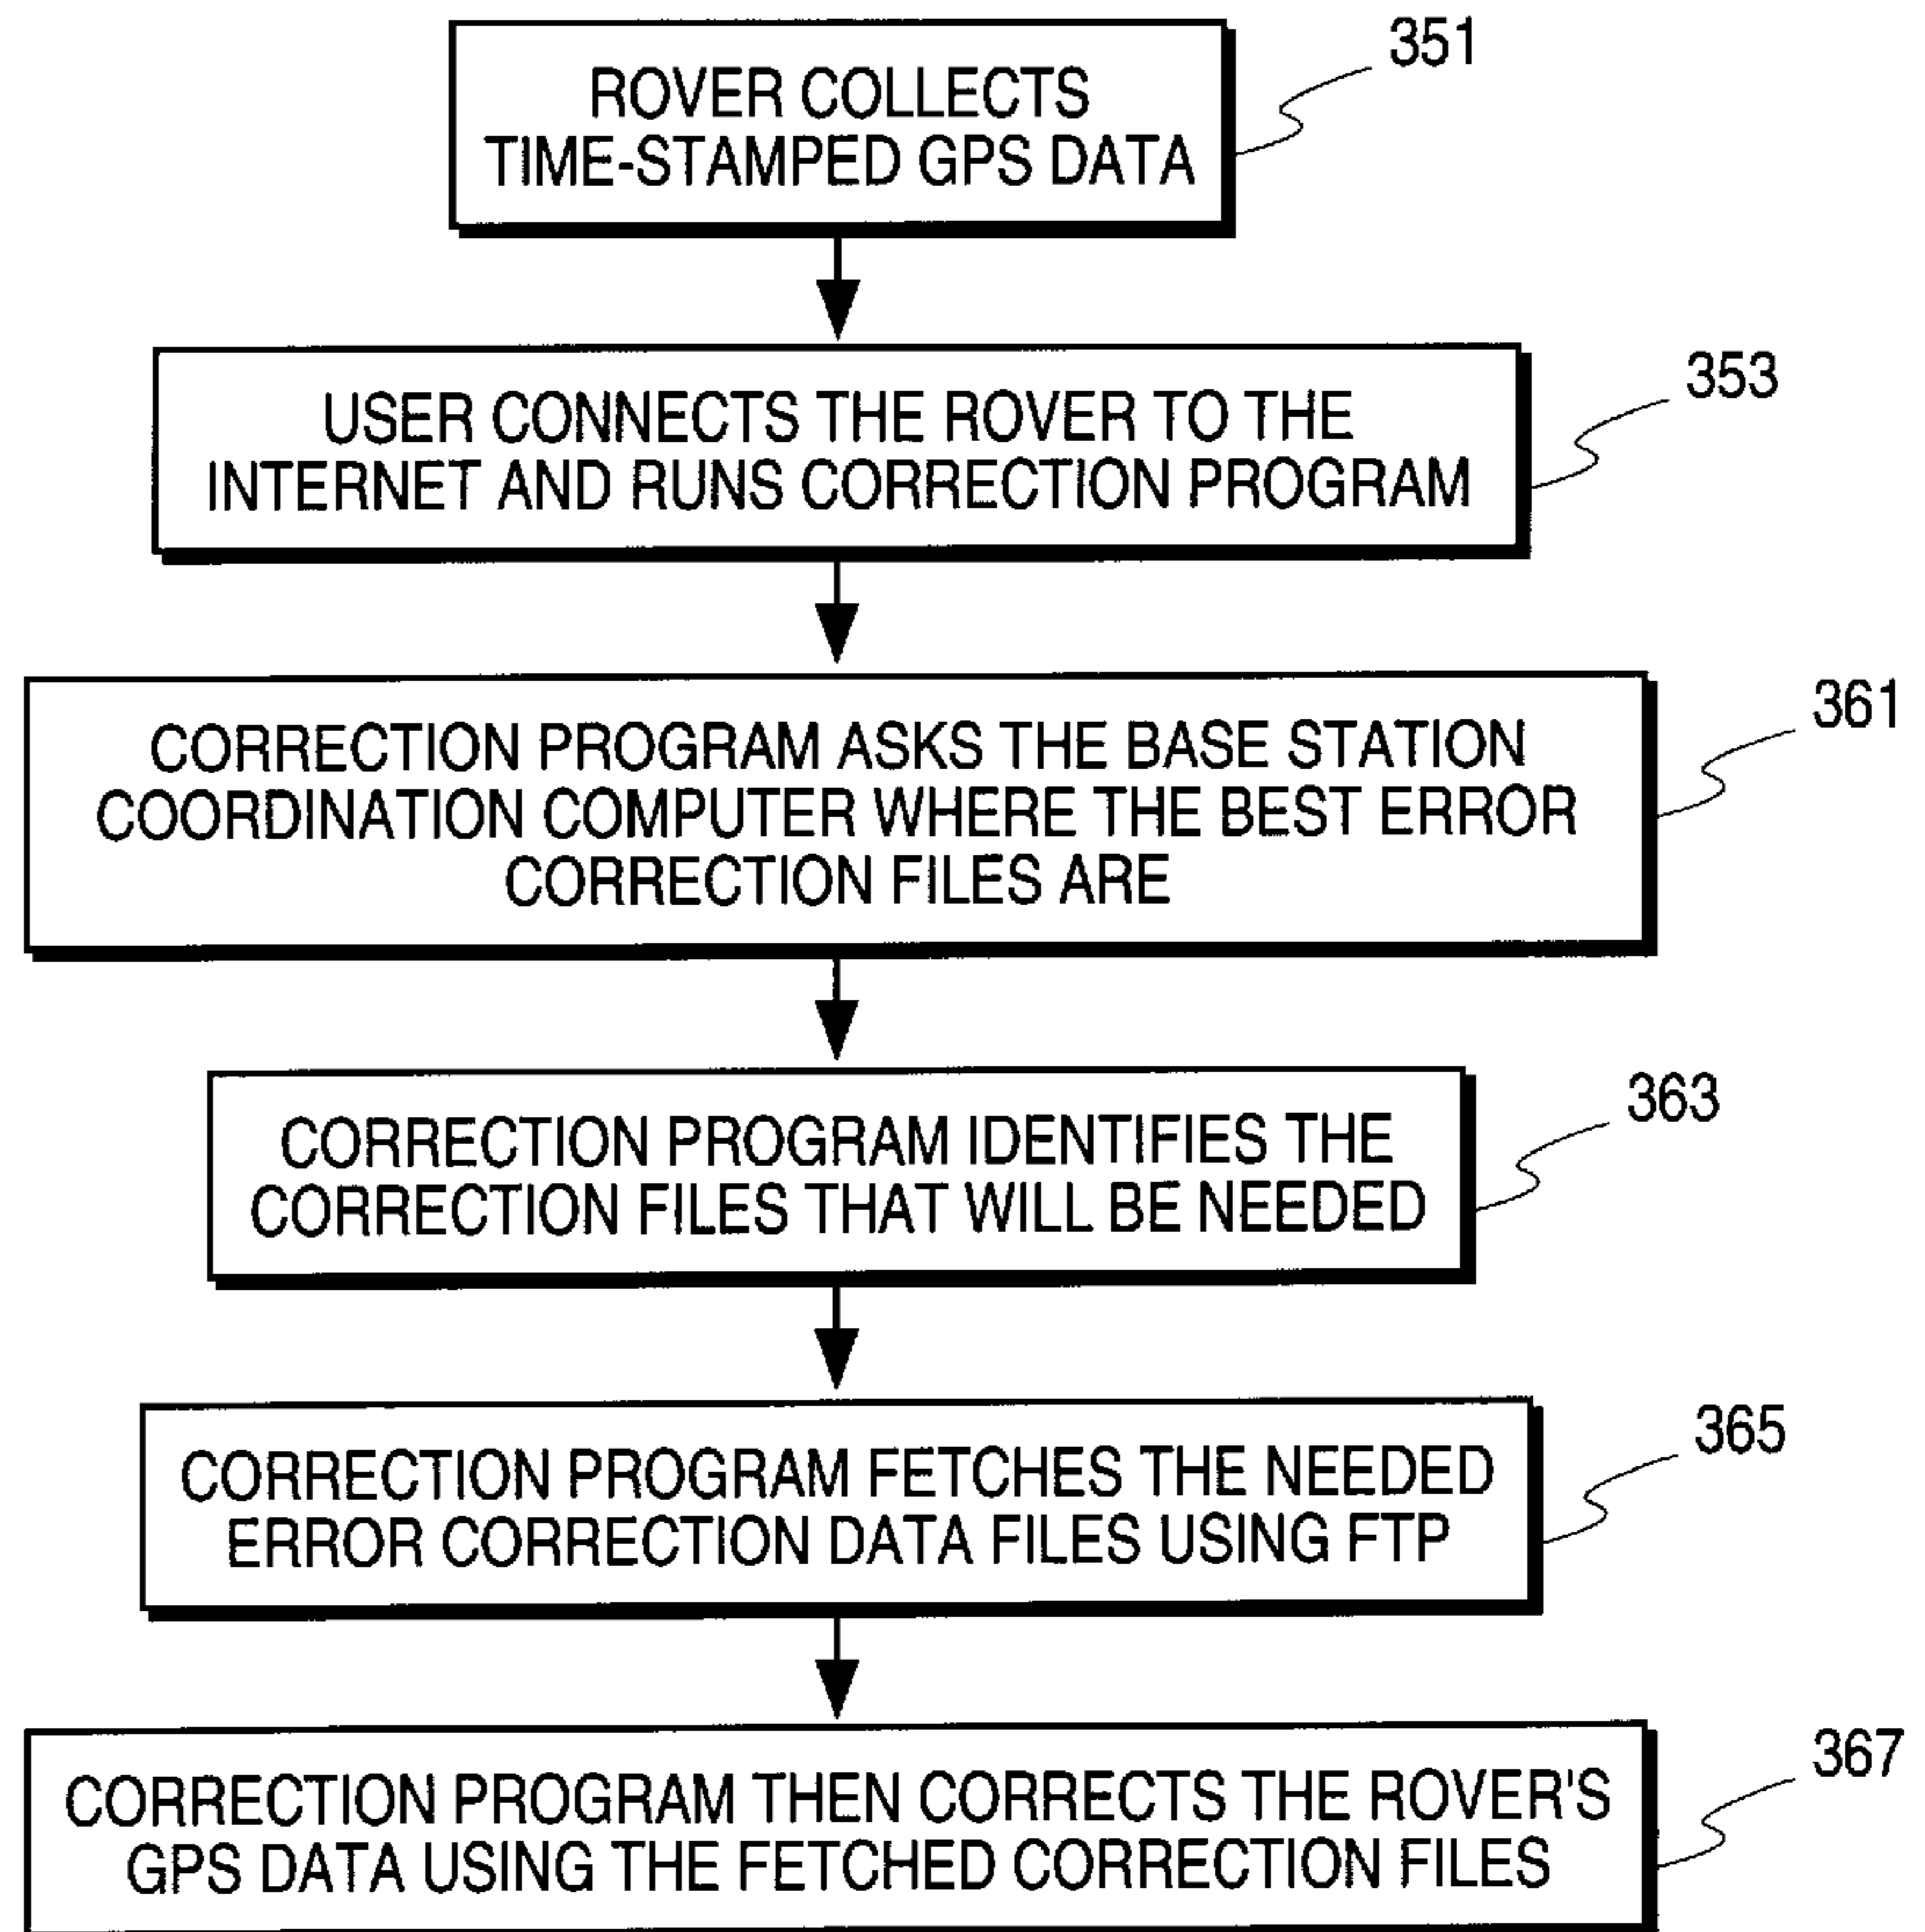 351
ROVER COLLECTS
TIME-STAMPED GPS DATA
353
USER CONNECTS THE ROVER TO THE
INTERNET AND RUNS CORRECTION PROGRAM
361
CORRECTION PROGRAM ASKS THE BASE STATION
COORDINATION COMPUTER WHERE THE BEST ERROR
CORRECTION FILES ARE
363
CORRECTION PROGRAM IDENTIFIES THE
CORRECTION FILES THAT WILL BE NEEDED
365
CORRECTION PROGRAM FETCHES THE NEEDED
ERROR CORRECTION DATA FILES USING FTP
367
CORRECTION PROGRAM THEN CORRECTS THE ROVER'S
GPS DATA USING THE FETCHED CORRECTION FILES